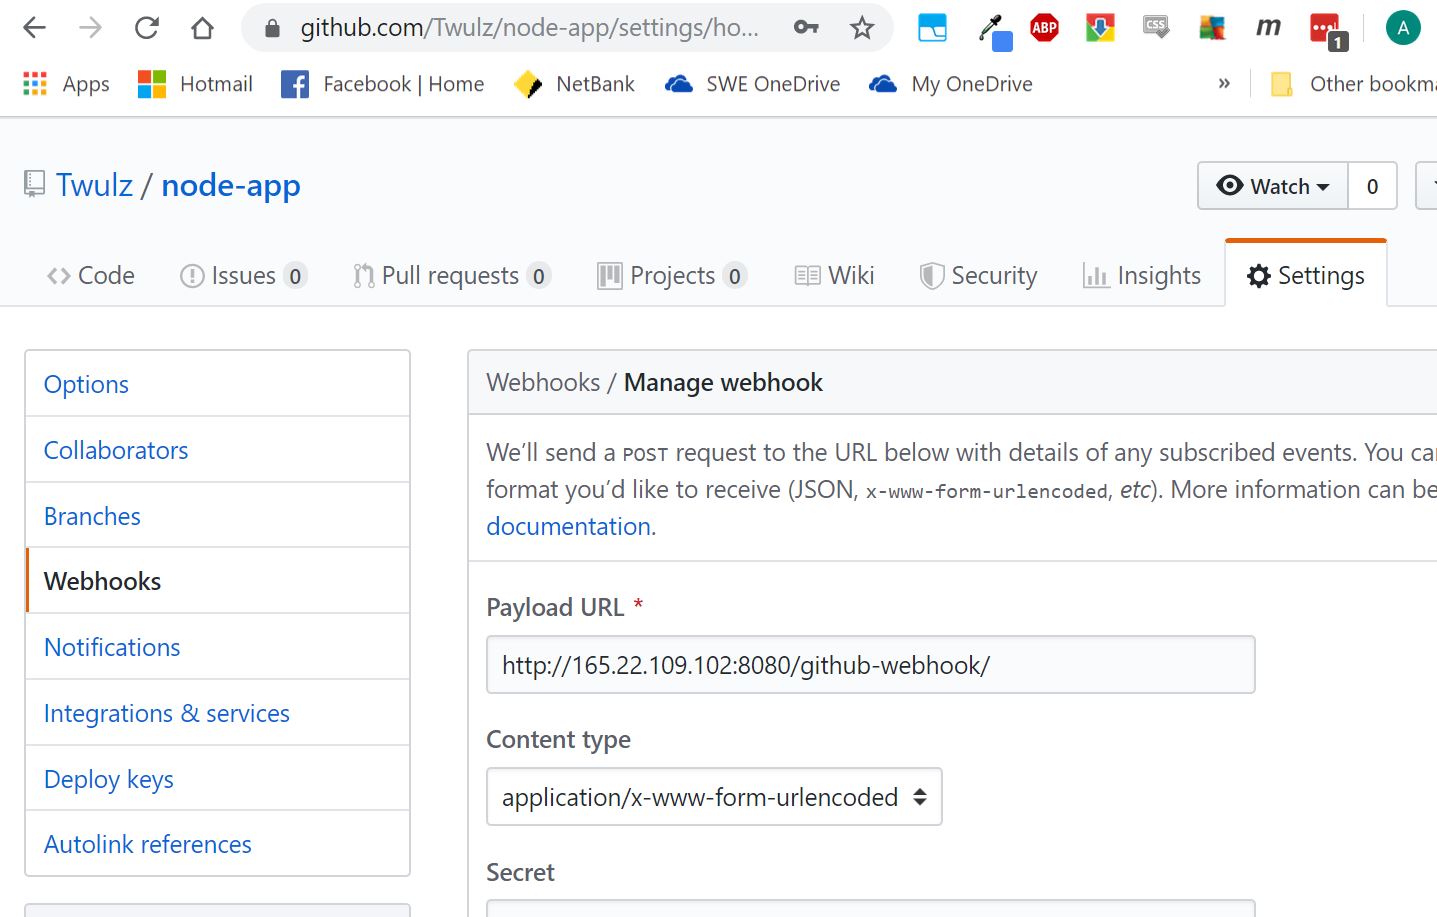 github.com/Twulz/node-app/settings/ho...
ABP
CSS
m
1
A
Apps
Hotmail
Facebook | Home
NetBank
SWE OneDrive
My OneDrive
»
Other bookma
Twulz / node-app
Watch
0
Code
Issues 0
Pull requests 0
Projects 0
Wiki
Security
Insights
Settings
Options
Collaborators
Branches
Webhooks
Notifications
Integrations & services
Deploy keys
Autolink references
Webhooks / Manage webhook
We’ll send a POST request to the URL below with details of any subscribed events. You ca
format you’d like to receive (JSON, x-www-form-urlencoded, etc). More information can be
documentation.
Payload URL *
http://165.22.109.102:8080/github-webhook/
Content type
application/x-www-form-urlencoded
Secret